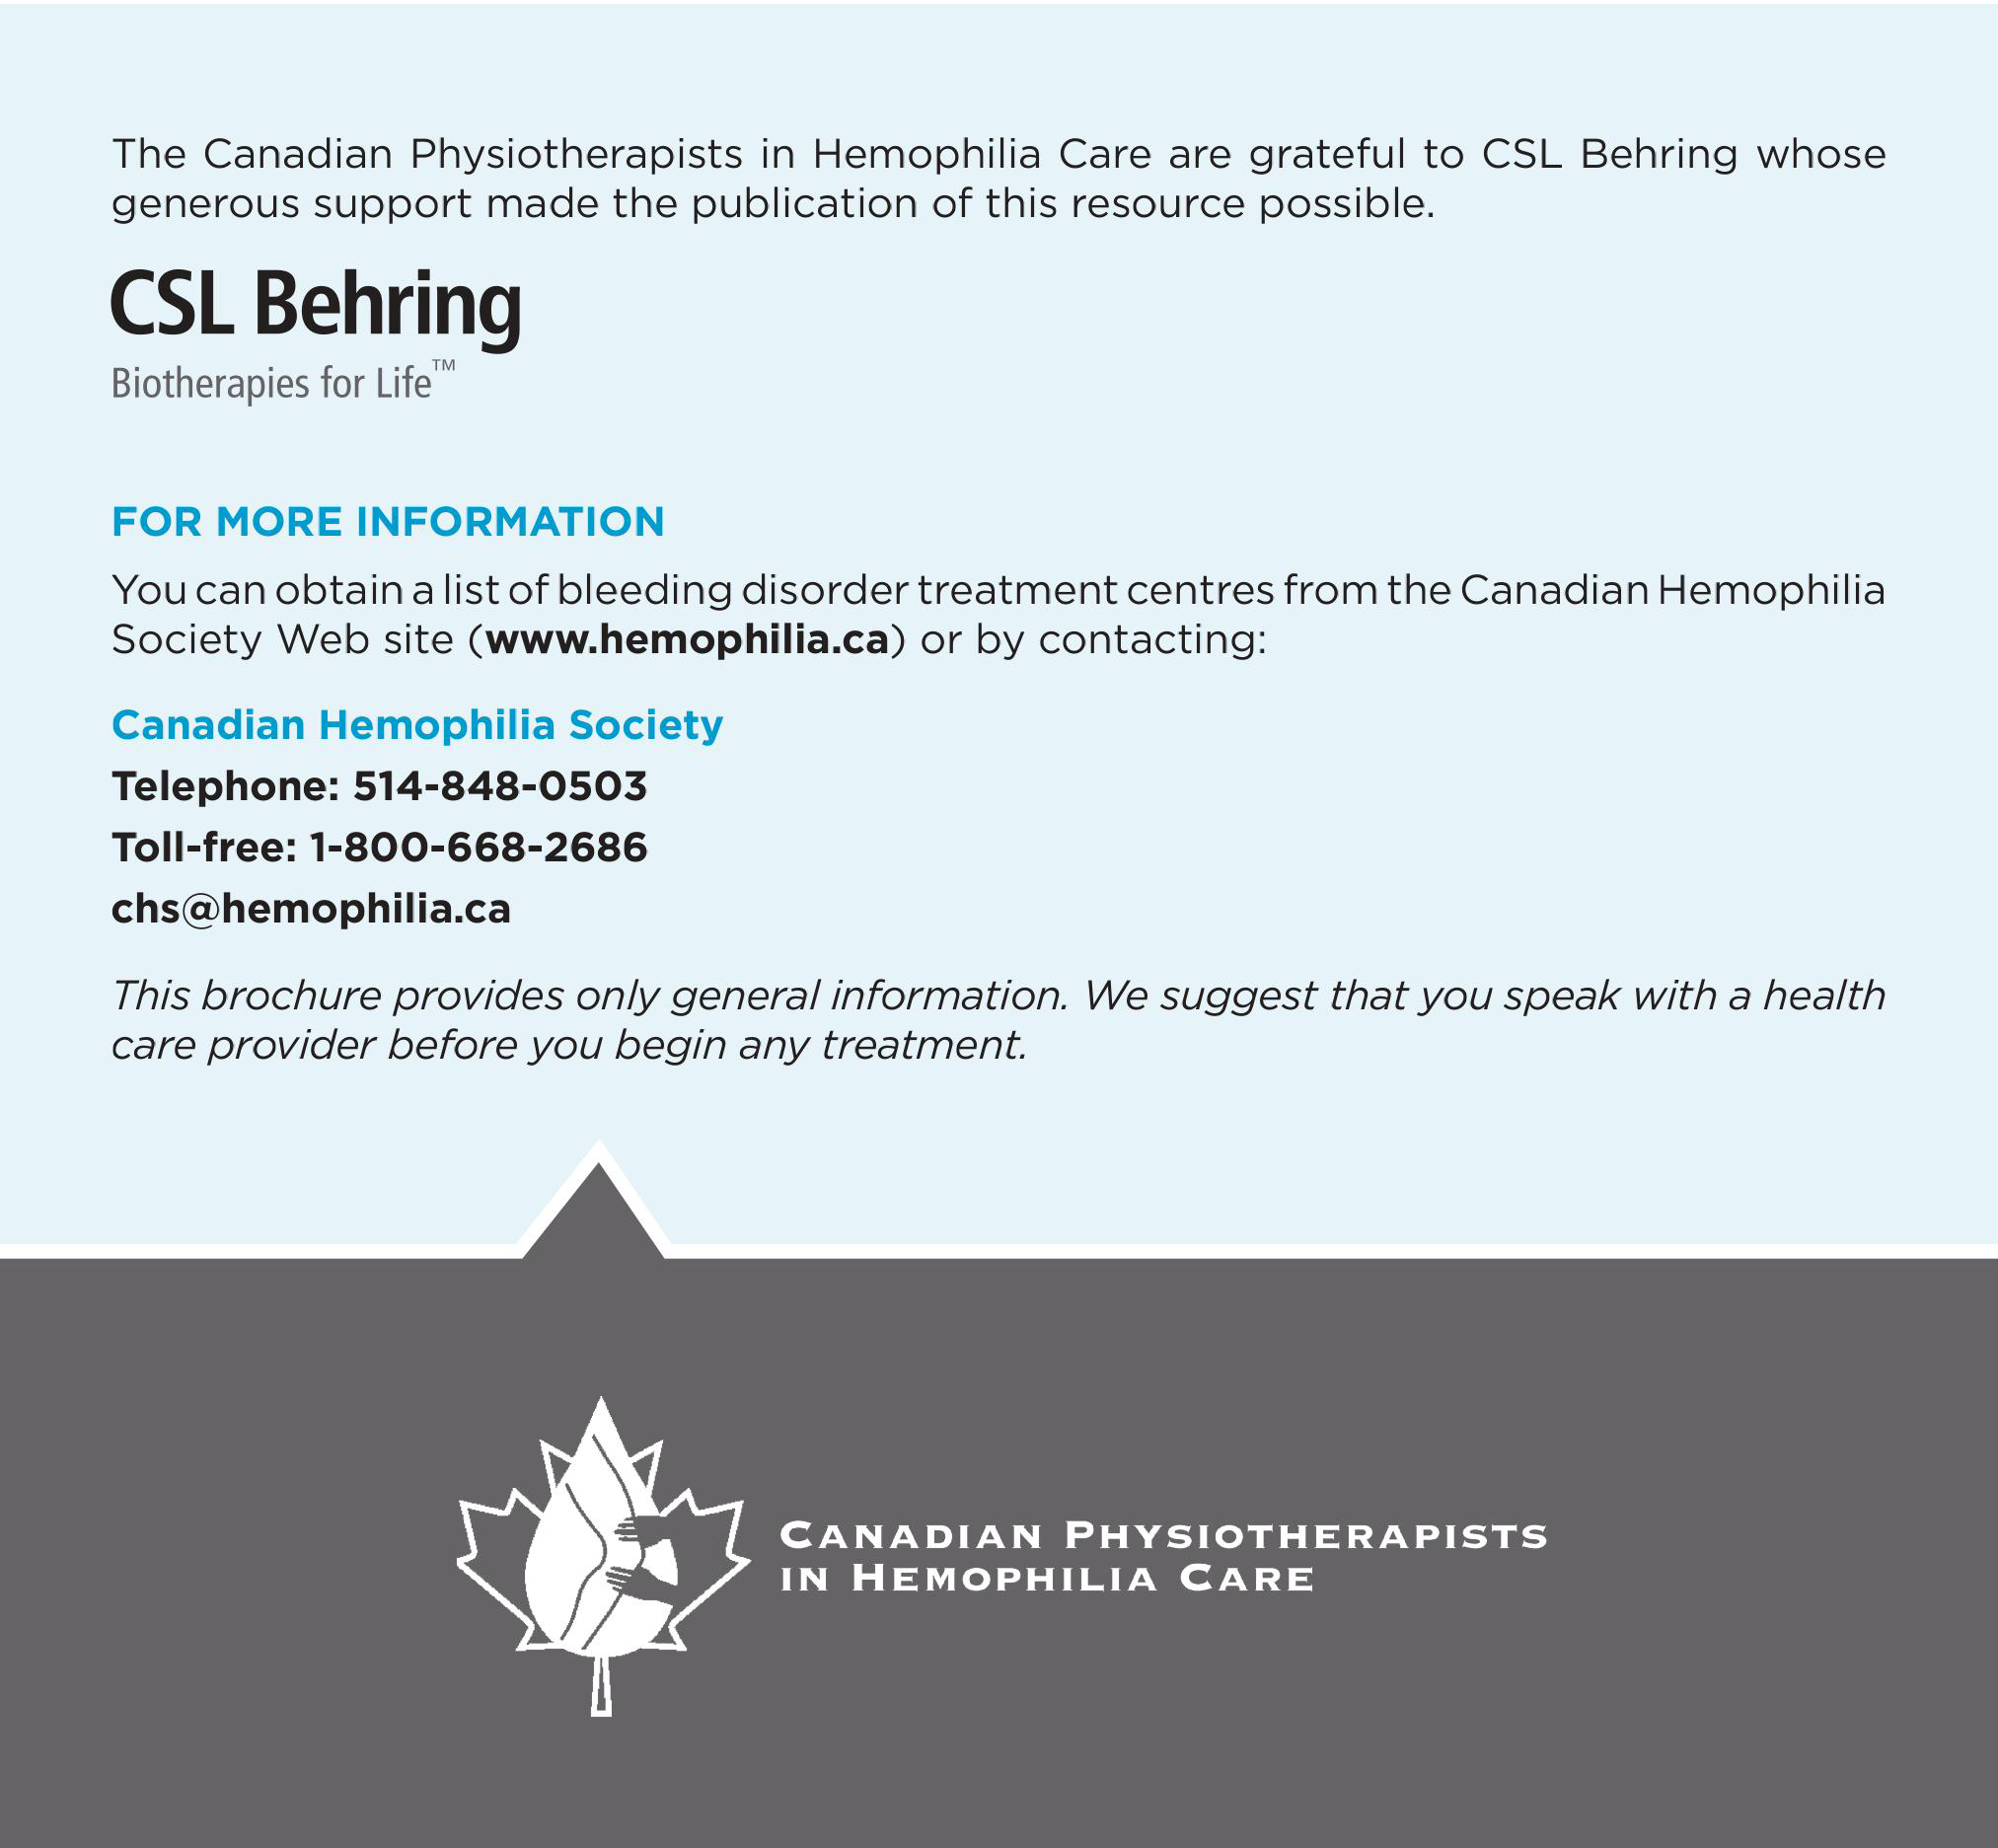 The Canadian Physiotherapists in Hemophilia Care are grateful to CSL Behring whose
generous support made the publication of this resource possible.
CSL Behring
Biotherapies for Life™
FOR MORE INFORMATION
You can obtain a list of bleeding disorder treatment centres from the Canadian Hemophilia
Society Web site (www.hemophilia.ca) or by contacting:
Canadian Hemophilia Society
Telephone: 514-848-0503
Toll-free: 1-800-668-2686
chs@hemophilia.ca
This brochure provides only general information. We suggest that you speak with a health
care provider before you begin any treatment.
CANADIAN PHYSIOTHERAPISTS
IN HEMOPHILIA CARE